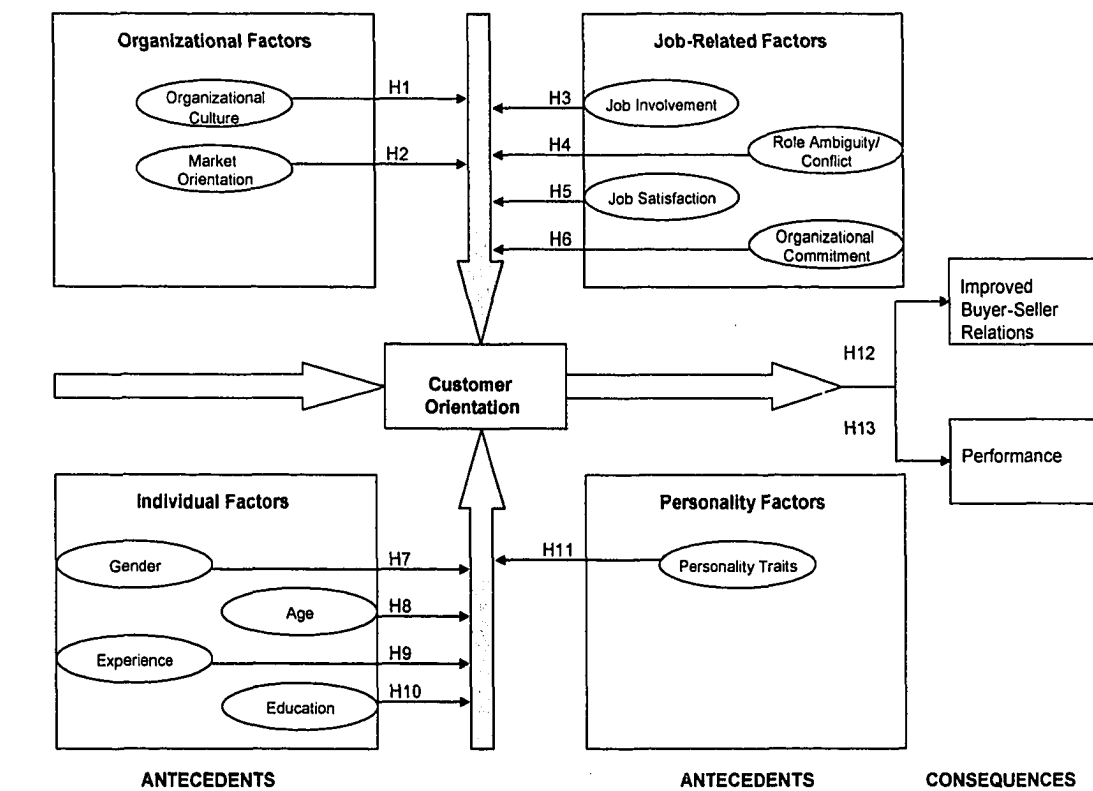 Organizational Factors
Organizational
Culture
H1
Market
Orientation
H2
Job-Related Factors
H3
Job Involvement
H4
Role Ambiguity/
Conflict
H5
Job Satisfaction
H6
Organizational
Commitment
Customer
Orientation
H12
H13
Improved
Buyer-Seller
Relations
Performance
Individual Factors
Gender
H7
Age
H8
Experience
H9
Education
H10
Personality Factors
H11
Personality Traits
ANTECEDENTS
ANTECEDENTS
CONSEQUENCES